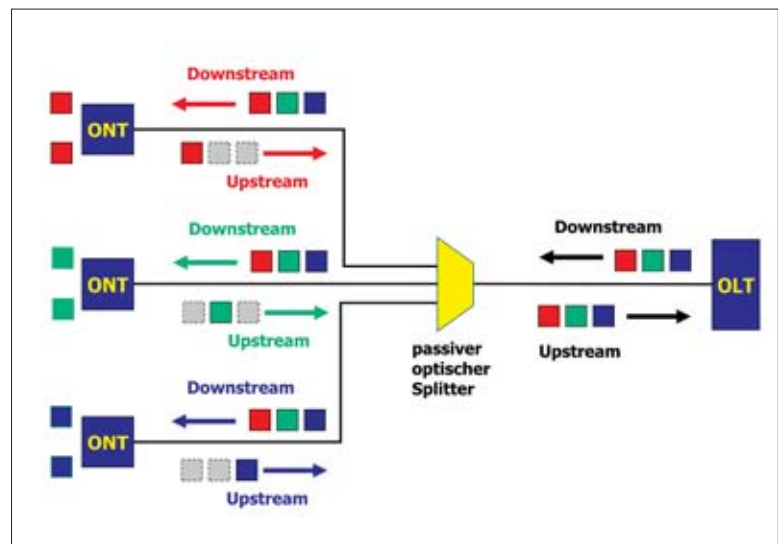 Downstream
ONT
Upstream
Downstream
ONT
Upstream
Downstream
ONT
Upstream
passiver
optischer
Splitter
Downstream
OLT
Upstream